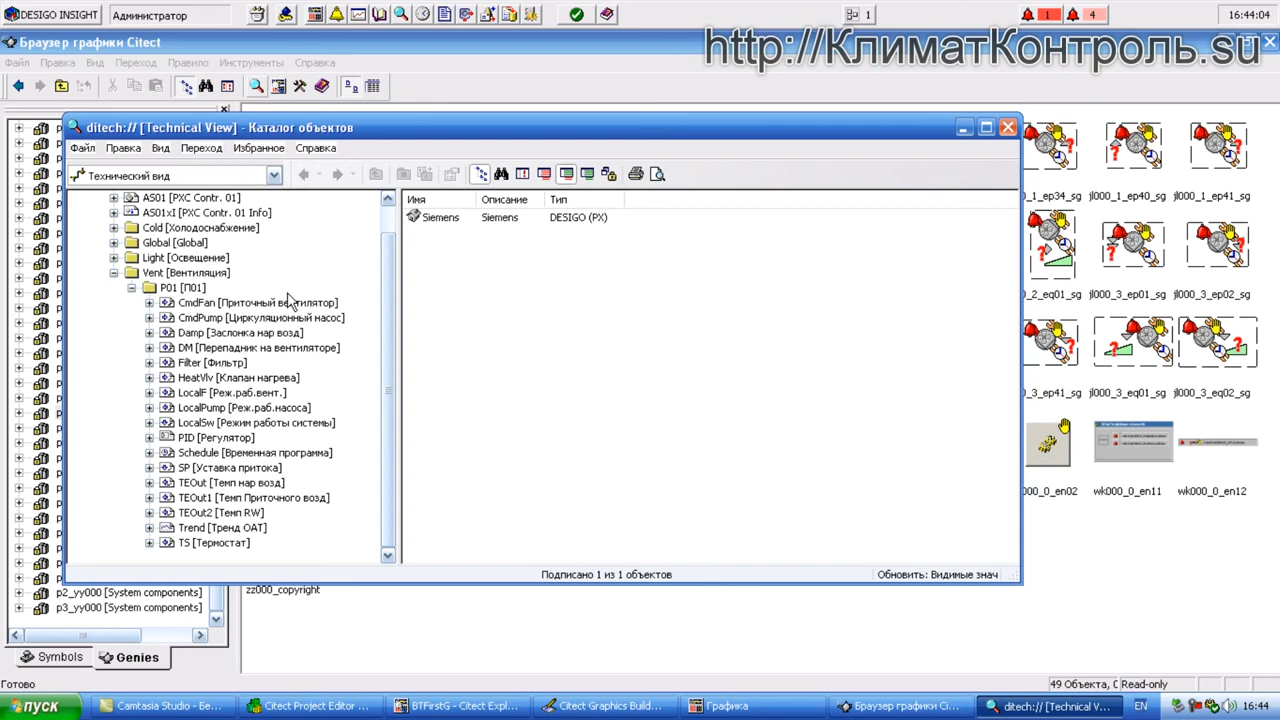 DESIGO INSIGHT
Администратор
1
1
4
16:44:04
Браузер графики Citect
http://КлиматКонтроль.su
Файл Правка Вид Переход Правило Инструменты Справка
ditech:// [Technical View] - Каталог объектов
Файл Правка Вид Переход Избранное Справка
Технический вид
AS01 [PXC Contr. 01]
AS01xI [PXC Contr. 01 Info]
Cold [Холодоснабжение]
Global [Global]
Light [Освещение]
Vent [Вентиляция]
P01 [П01]
CmdFan [Приточный вентилятор]
CmdPump [Циркуляционный насос]
Damp [Заслонка нар возд]
DM [Перепадник на вентиляторе]
Filter [Фильтр]
HeatVlv [Клапан нагрева]
LocalF [Реж.раб.вент.]
LocalPump [Реж.раб.насоса]
LocalSw [Режим работы системы]
PID [Регулятор]
Schedule [Временная программа]
SP [Уставка притока]
TEOut [Темп нар возд]
TEOut1 [Темп Приточного возд]
TEOut2 [Темп RW]
Trend [Тренд OAT]
TS [Термостат]
Имя Описание Тип
Siemens Siemens DESIGO (PX)
Подписано 1 из 1 объектов
Обновить: Видимые знач
_1_ep34_sg jl000_1_ep40_sg jl000_1_ep41_sg
_2_eq01_sg jl000_3_ep01_sg jl000_3_ep02_sg
_3_ep41_sg jl000_3_eq01_sg jl000_3_eq02_sg
00_0_en02 wk000_0_en11 wk000_0_en12
p2_yy000 [System components]
p3_yy000 [System components]
zz000_copyright
Symbols Genies
Готово
49 Объекта, Read-only
пуск
Camtasia Studio - Бе...
Citect Project Editor ...
BTFirstG - Citect Expl...
Citect Graphics Build...
Графика
Браузер графики Ci...
ditech:// [Technical V...
EN
16:44